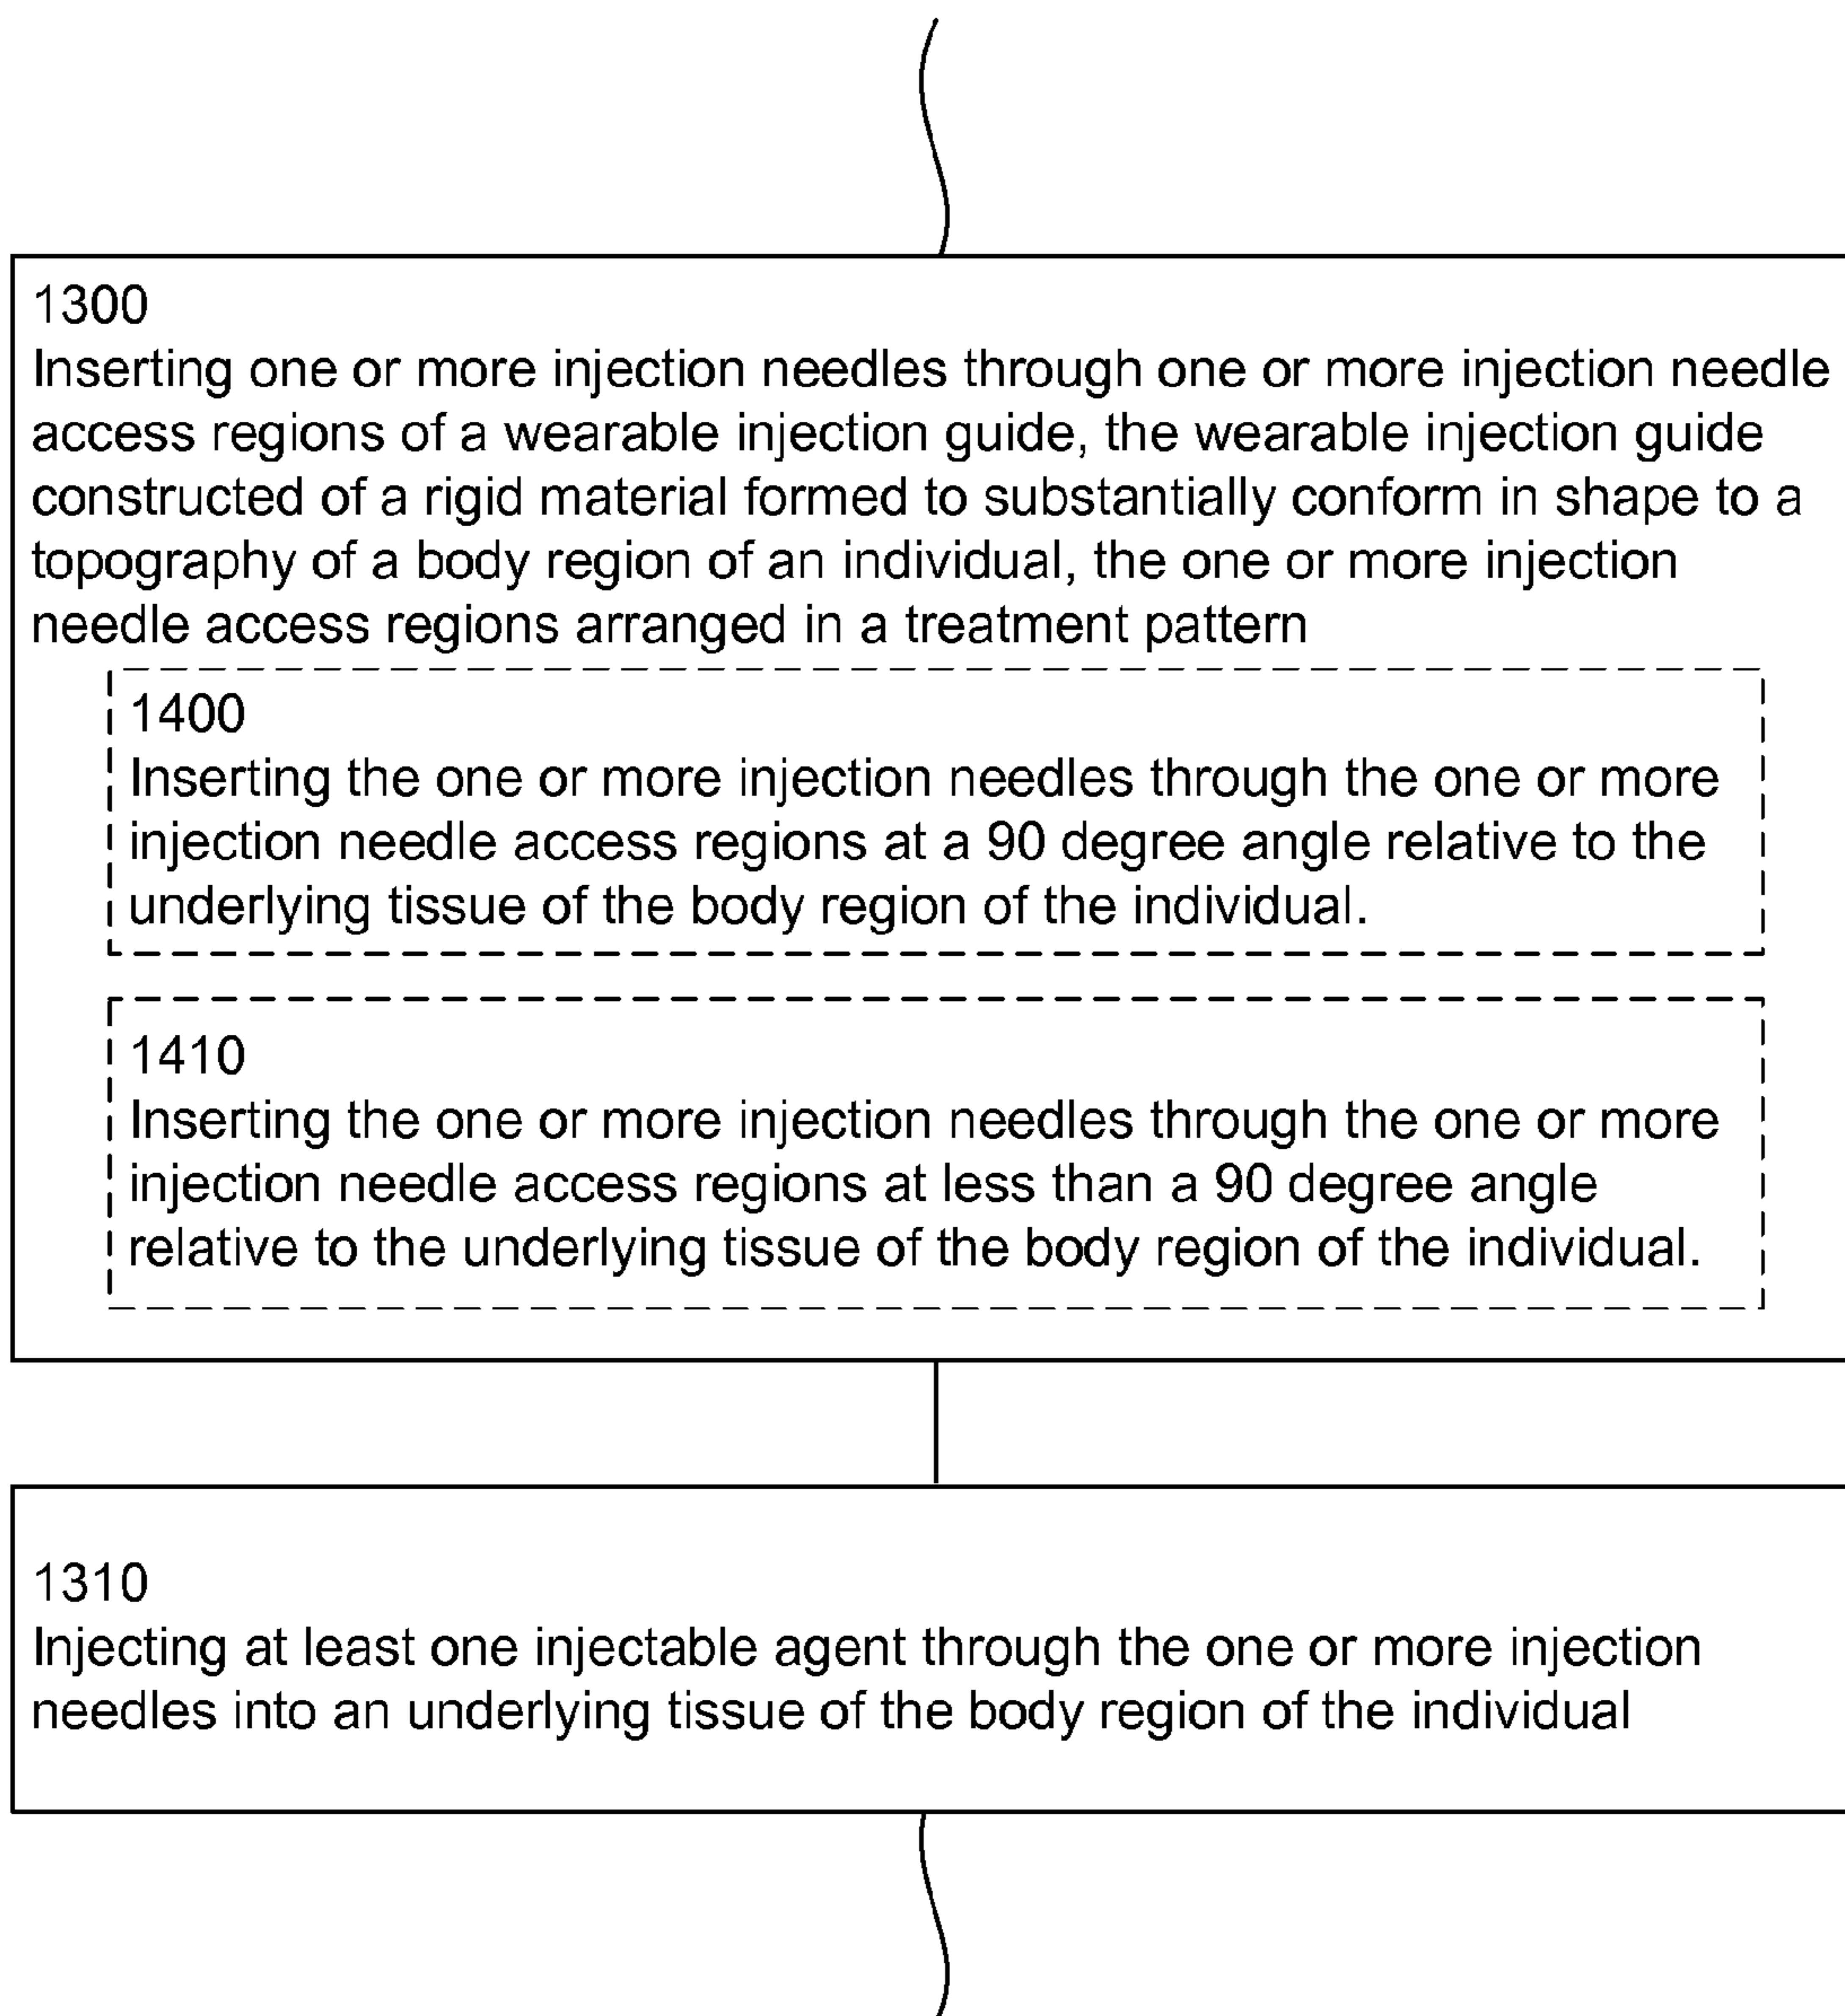 1300
Inserting one or more injection needles through one or more injection needle
access regions of a wearable injection guide, the wearable injection guide
constructed of a rigid material formed to substantially conform in shape to a
topography of a body region of an individual, the one or more injection
needle access regions arranged in a treatment pattern
1400
Inserting the one or more injection needles through the one or more
injection needle access regions at a 90 degree angle relative to the
underlying tissue of the body region of the individual.
1410
Inserting the one or more injection needles through the one or more
injection needle access regions at less than a 90 degree angle
relative to the underlying tissue of the body region of the individual.
1310
Injecting at least one injectable agent through the one or more injection
needles into an underlying tissue of the body region of the individual